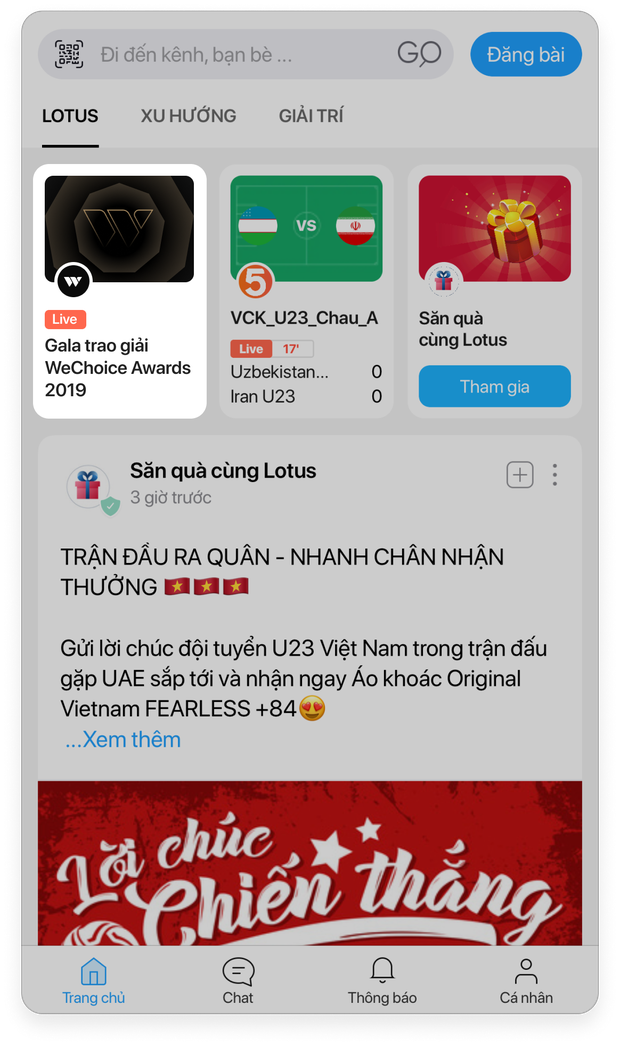 Đi đến kênh, bạn bè ...
GO
Đăng bài
LOTUS
XU HƯỚNG
GIẢI TRÍ
W
W
Live
Gala trao giải
WeChoice Awards
2019
VS
5
VCK_U23_Chau_A
Live 17'
Uzbekistan... 0
Iran U23 0
Săn quà
cùng Lotus
Tham gia
Săn quà cùng Lotus
3 giờ trước
TRẬN ĐẦU RA QUÂN - NHANH CHÂN NHẬN
THƯỞNG 🇻🇳🇻🇳🇻🇳
Gửi lời chúc đội tuyển U23 Việt Nam trong trận đấu
gặp UAE sắp tới và nhận ngay Áo khoác Original
Vietnam FEARLESS +84😍
...Xem thêm
Lời chúc
Chiến thắng
Trang chủ
Chat
Thông báo
Cá nhân